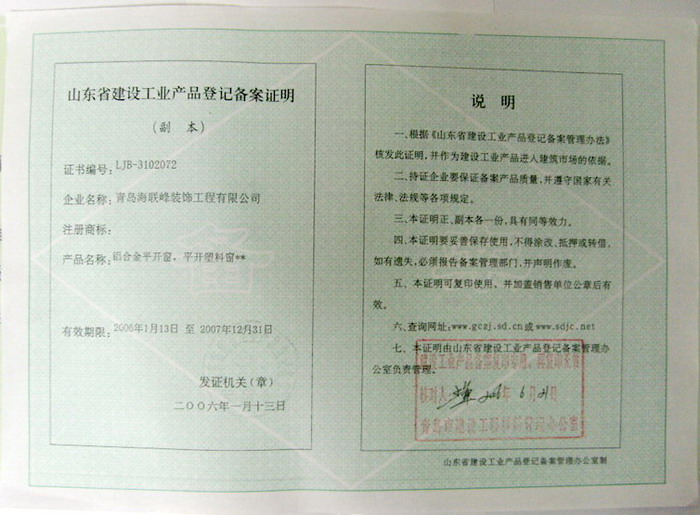 山东省建设工业产品登记备案证明
(副 本)
证书编号: LJB-3102072
企业名称: 青岛海联峰装饰工程有限公司
注册商标:
产品名称: 铝合金平开窗, 平开塑料窗**
有效期限: 2006年1月13日 至 2007年12月31日
发证机关(章)
二〇〇六年一月十三日
说 明
一、根据《山东省建设工业产品登记备案管理办法》
核发此证明, 并作为建设工业产品进入建筑市场的依据。
二、持证企业要保证备案产品质量, 并遵守国家有关
法律、法规等各项规定。
三、本证明正、副本各一份, 具有同等效力。
四、本证明要妥善保存使用, 不得涂改、抵押或转借,
如有遗失, 必须报告备案管理部门, 并声明作废。
五、本证明可复印使用、并加盖销售单位公章后有
效。
六、查询网址: www.gczj.sd.cn 或 www.sdjc.net
七、本证明由山东省建设工业产品登记备案管理办
公室负责管理。
核对人: 年 6 月 21 日
山东省建设工业产品登记备案管理办公室制